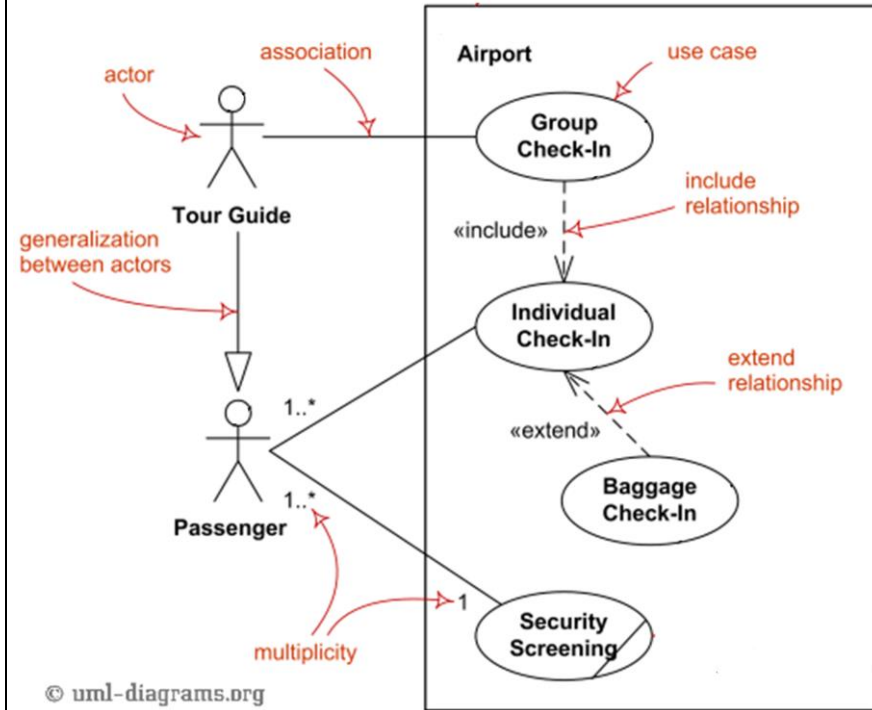 association
Airport
use case
actor
Group
Check-In
Tour Guide
«include»
include
relationship
generalization
between actors
Individual
Check-In
extend
relationship
1..*
«extend»
1..*
Baggage
Check-In
Passenger
1
multiplicity
Security
Screening
© uml-diagrams.org